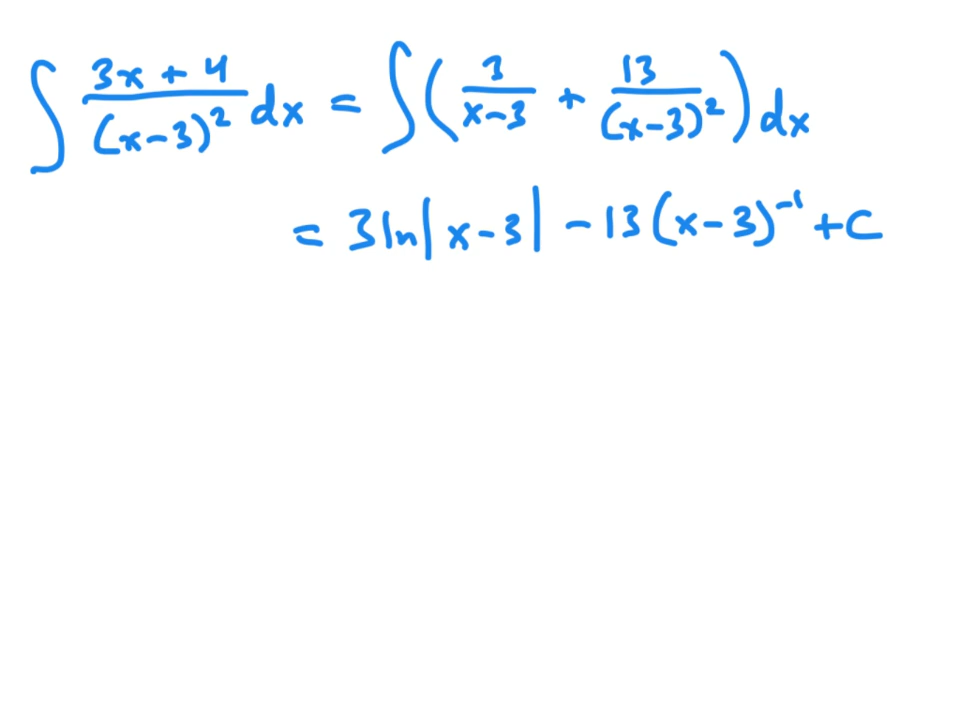 ∫ (3x + 4)/(x-3)² dx = ∫ (3/(x-3) + 13/(x-3)²) dx
= 3 ln|x-3| - 13(x-3)⁻¹ + C